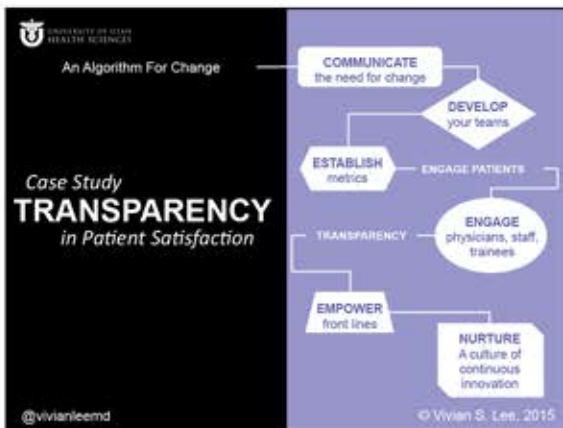 UNIVERSITY OF UTAH
HEALTH SCIENCES
An Algorithm For Change
Case Study
TRANSPARENCY
in Patient Satisfaction
@vivianleemd
COMMUNICATE
the need for change
DEVELOP
your teams
ESTABLISH
metrics
ENGAGE PATIENTS
ENGAGE
physicians, staff,
trainees
TRANSPARENCY
EMPOWER
front lines
NURTURE
A culture of
continuous
innovation
© Vivian S. Lee, 2015